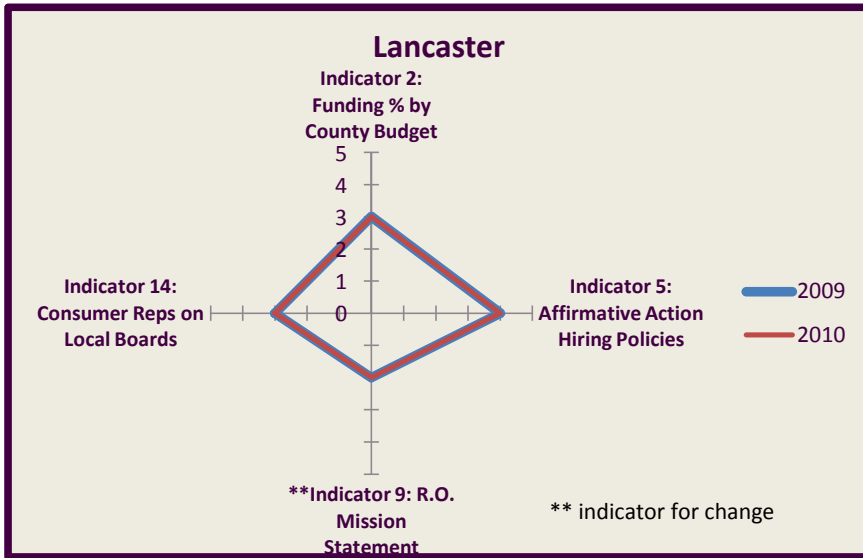 Lancaster
Indicator 2:
Funding % by
County Budget
5
4
3
2
1
0
Indicator 14:
Consumer Reps on
Local Boards
Indicator 5:
Affirmative Action
Hiring Policies
2009
2010
**Indicator 9: R.O.
Mission
Statement
** indicator for change